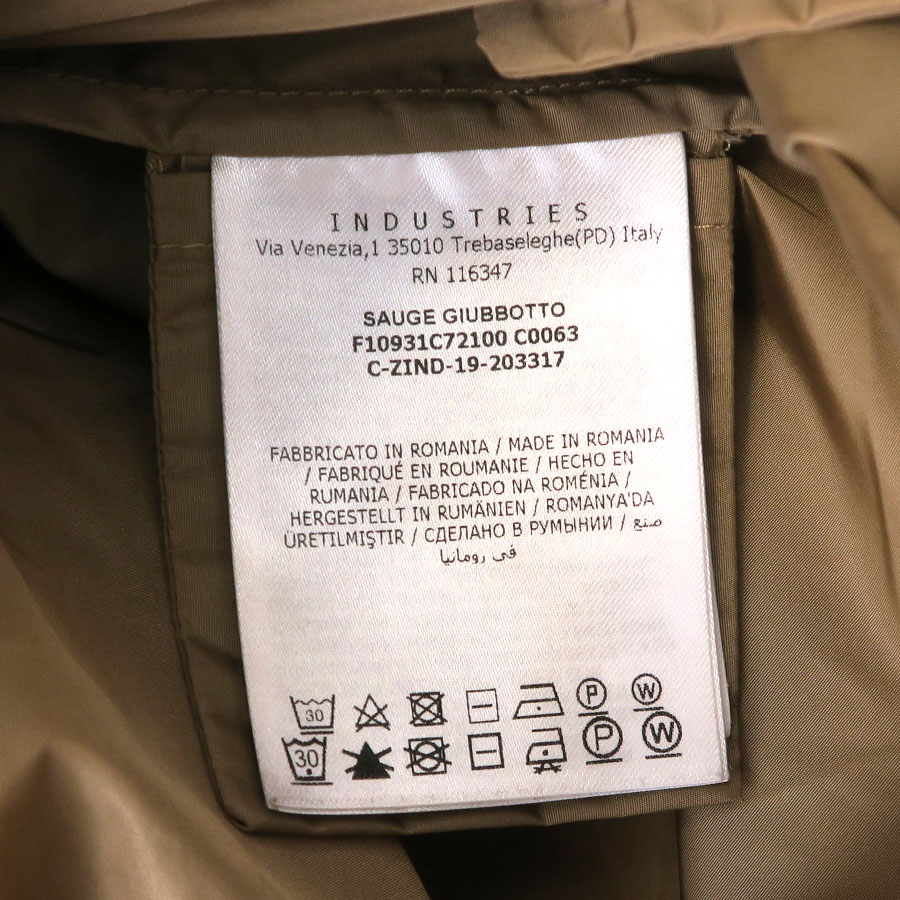 INDUSTRIES
Via Venezia,1 35010 Trebaseleghe(PD) Italy
RN 116347
SAUGE GIUBBOTTO
F10931C72100 C0063
C-ZIND-19-203317
FABBRICATO IN ROMANIA / MADE IN ROMANIA
/ FABRIQUÉ EN ROUMANIE / HECHO EN
RUMANIA / FABRICADO NA ROMÉNIA /
HERGESTELLT IN RUMÄNIEN / ROMANYA'DA
ÜRETILMIŞTIR / СДЕЛАНО В РУМЫНИИ / صنع
في رومانيا
30 P W
30 P W